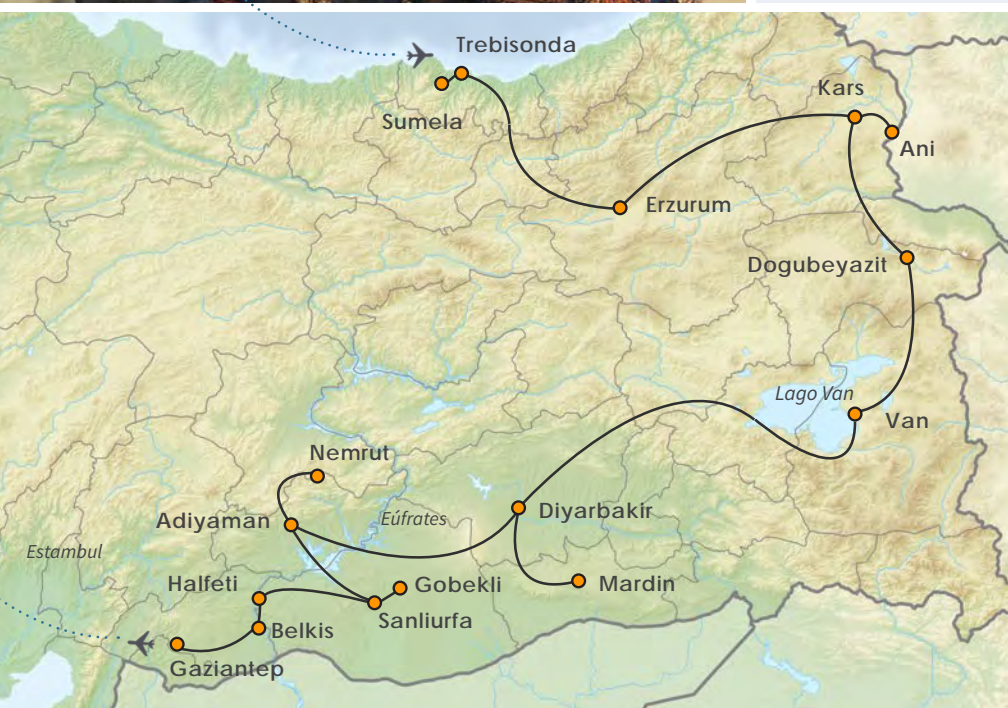 Trebisonda
Sumela
Kars
Ani
Erzurum
Dogubeyazit
Lago Van
Van
Nemrut
Adiyaman
Eúfrates
Diyarbakir
Estambul
Halfeti
Gobekli
Mardin
Sanliurfa
Belkis
Gaziantep